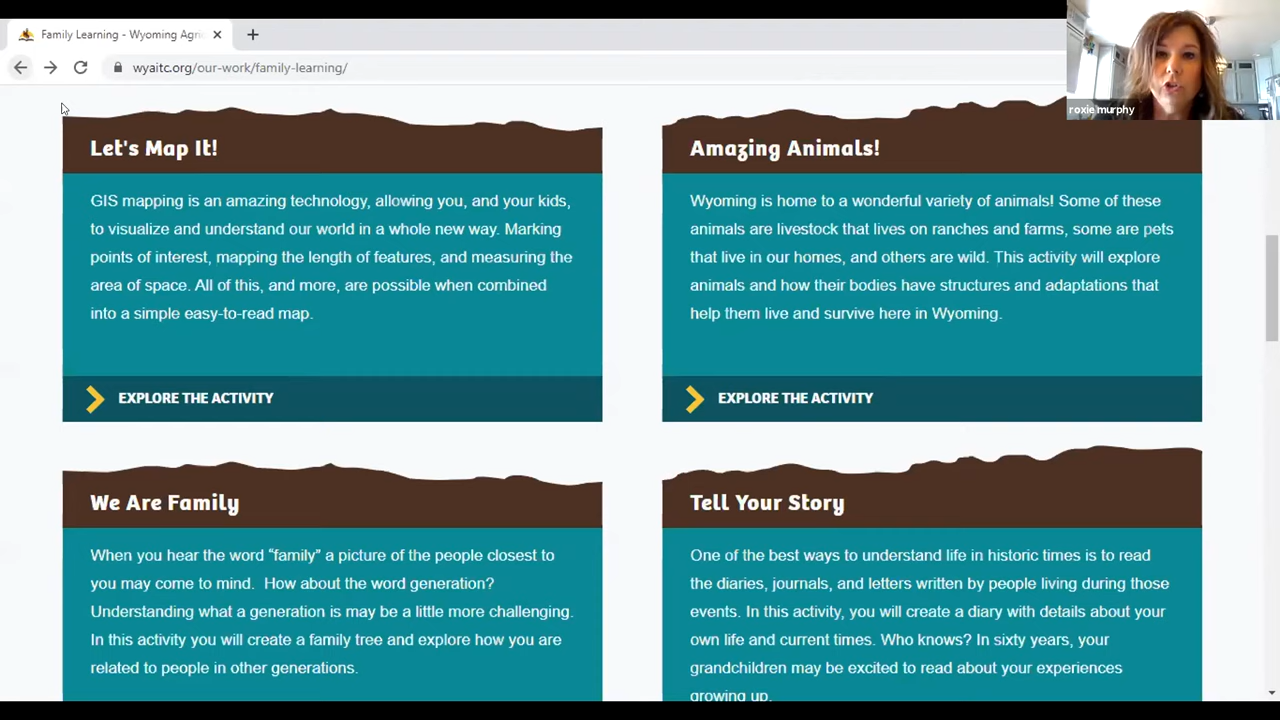 Family Learning - Wyoming Agri
wyaitc.org/our-work/family-learning/
roxie murphy
Let's Map It!
GIS mapping is an amazing technology, allowing you, and your kids,
to visualize and understand our world in a whole new way. Marking
points of interest, mapping the length of features, and measuring the
area of space. All of this, and more, are possible when combined
into a simple easy-to-read map.
EXPLORE THE ACTIVITY
Amazing Animals!
Wyoming is home to a wonderful variety of animals! Some of these
animals are livestock that lives on ranches and farms, some are pets
that live in our homes, and others are wild. This activity will explore
animals and how their bodies have structures and adaptations that
help them live and survive here in Wyoming.
EXPLORE THE ACTIVITY
We Are Family
When you hear the word “family” a picture of the people closest to
you may come to mind.  How about the word generation?
Understanding what a generation is may be a little more challenging.
In this activity you will create a family tree and explore how you are
related to people in other generations.
Tell Your Story
One of the best ways to understand life in historic times is to read
the diaries, journals, and letters written by people living during those
events. In this activity, you will create a diary with details about your
own life and current times. Who knows? In sixty years, your
grandchildren may be excited to read about your experiences
growing up.